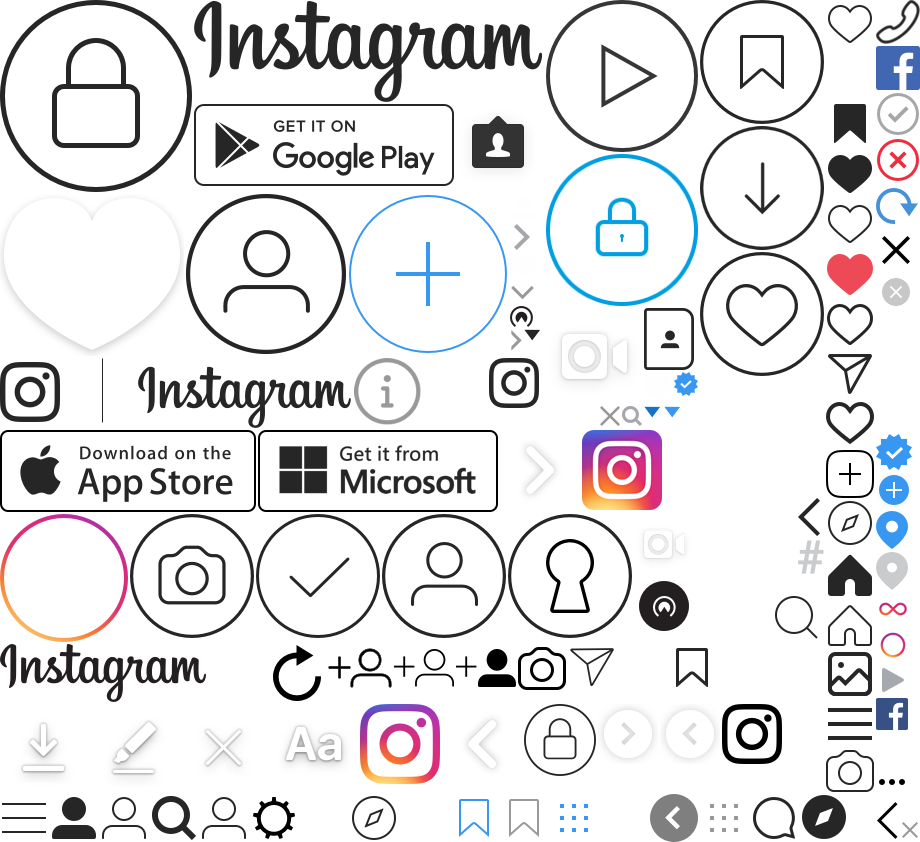 Instagram
GET IT ON
Google Play
Instagram
Download on the
App Store
Get it from
Microsoft
#
Instagram
Aa